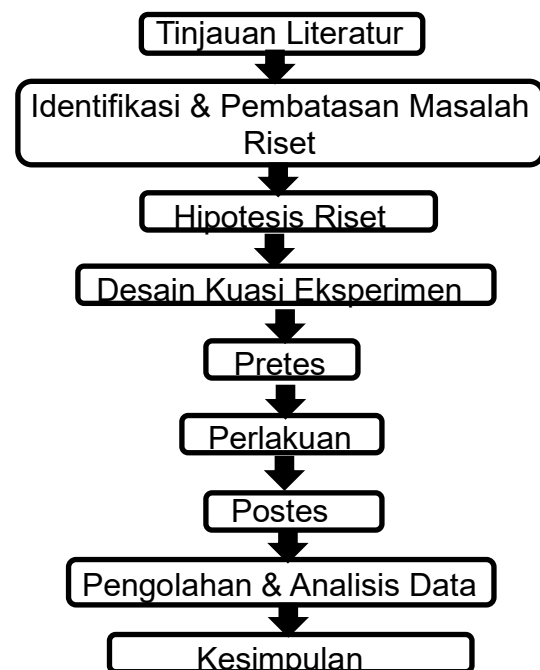 Tinjauan Literatur
Identifikasi & Pembatasan Masalah
Riset
Hipotesis Riset
Desain Kuasi Eksperimen
Pretes
Perlakuan
Postes
Pengolahan & Analisis Data
Kesimpulan